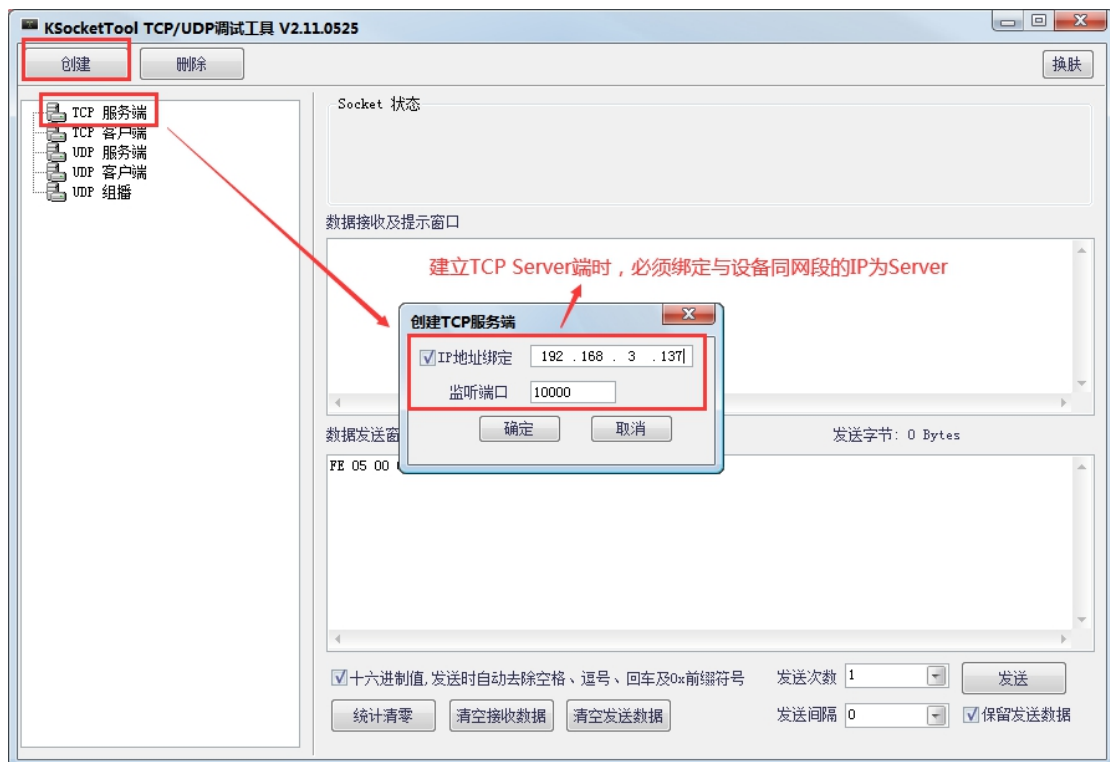 KSocketTool TCP/UDP调试工具 V2.11.0525
创建 删除 换肤
TCP 服务端
TCP 客户端
UDP 服务端
UDP 客户端
UDP 组播
Socket 状态
数据接收及提示窗口
建立TCP Server端时，必须绑定与设备同网段的IP为Server
创建TCP服务端
IP地址绑定 192 . 168 . 3 . 137
监听端口 10000
确定 取消
数据发送窗 发送字节: 0 Bytes
FE 05 00
十六进制值,发送时自动去除空格、逗号、回车及0x前缀符号 发送次数 1 发送
统计清零 清空接收数据 清空发送数据 发送间隔 0 保留发送数据